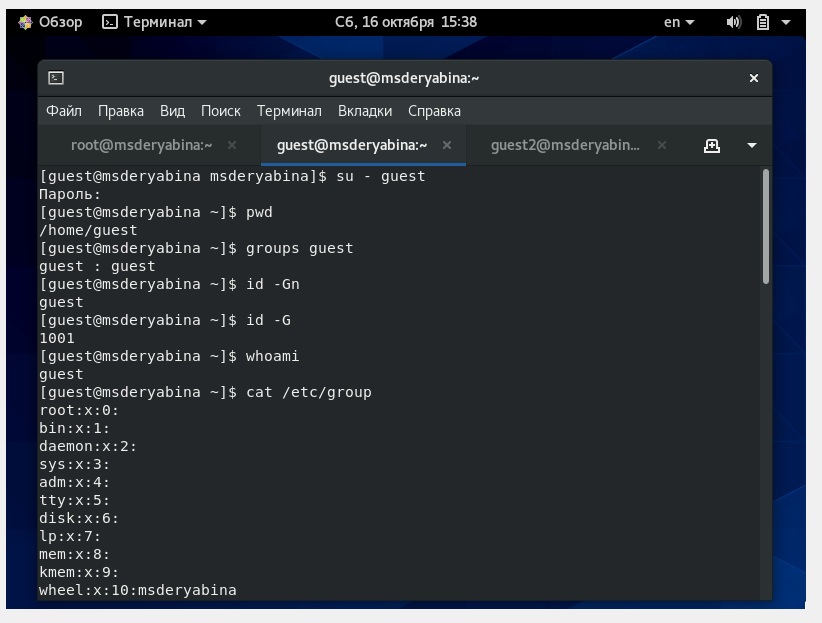 Обзор Терминал Сб, 16 октября 15:38 en
guest@msderyabina:~
Файл Правка Вид Поиск Терминал Вкладки Справка
root@msderyabina:~ guest@msderyabina:~ guest2@msderyabin...
[guest@msderyabina msderyabina]$ su - guest
Пароль:
[guest@msderyabina ~]$ pwd
/home/guest
[guest@msderyabina ~]$ groups guest
guest : guest
[guest@msderyabina ~]$ id -Gn
guest
[guest@msderyabina ~]$ id -G
1001
[guest@msderyabina ~]$ whoami
guest
[guest@msderyabina ~]$ cat /etc/group
root:x:0:
bin:x:1:
daemon:x:2:
sys:x:3:
adm:x:4:
tty:x:5:
disk:x:6:
lp:x:7:
mem:x:8:
kmem:x:9:
wheel:x:10:msderyabina